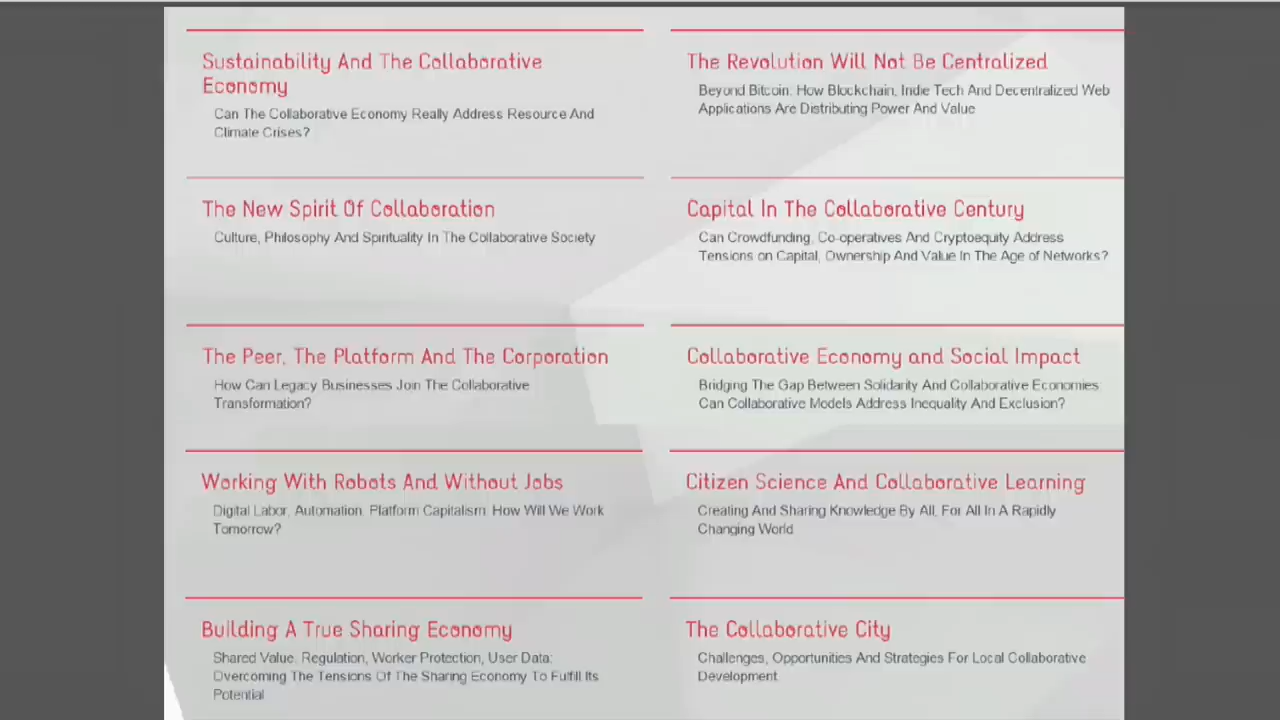 Sustainability And The Collaborative
Economy
Can The Collaborative Economy Really Address Resource And
Climate Crises?
The Revolution Will Not Be Centralized
Beyond Bitcoin: How Blockchain, Indie Tech And Decentralized Web
Applications Are Distributing Power And Value
The New Spirit Of Collaboration
Culture, Philosophy And Spirituality In The Collaborative Society
Capital In The Collaborative Century
Can Crowdfunding, Co-operatives And Cryptoequity Address
Tensions on Capital, Ownership And Value In The Age of Networks?
The Peer, The Platform And The Corporation
How Can Legacy Businesses Join The Collaborative
Transformation?
Collaborative Economy and Social Impact
Bridging The Gap Between Solidarity And Collaborative Economies
Can Collaborative Models Address Inequality And Exclusion?
Working With Robots And Without Jobs
Digital Labor, Automation, Platform Capitalism: How Will We Work
Tomorrow?
Citizen Science And Collaborative Learning
Creating And Sharing Knowledge By All, For All In A Rapidly
Changing World
Building A True Sharing Economy
Shared Value, Regulation, Worker Protection, User Data:
Overcoming The Tensions Of The Sharing Economy To Fulfill Its
Potential
The Collaborative City
Challenges, Opportunities And Strategies For Local Collaborative
Development